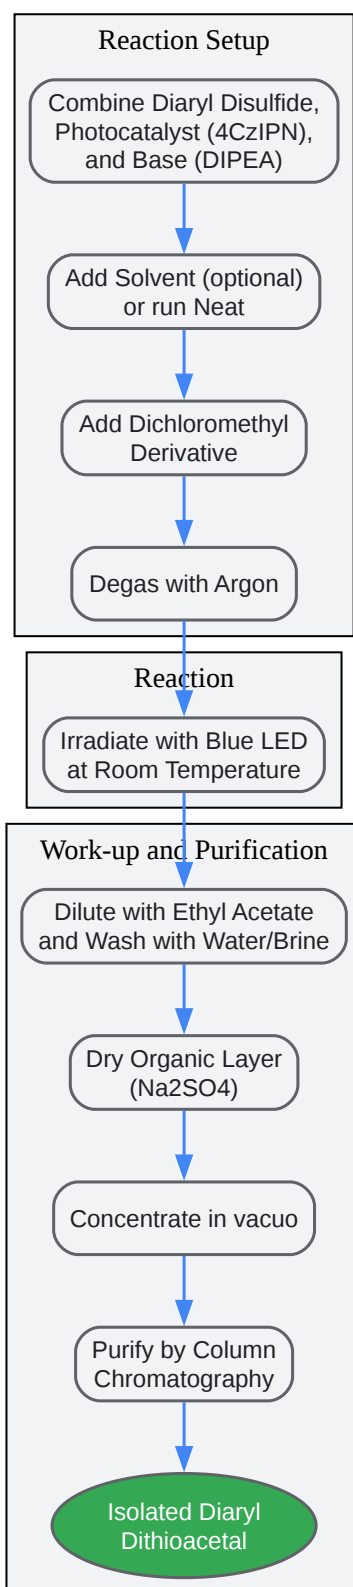 Reaction Setup
Combine Diaryl Disulfide,
Photocatalyst (4CzIPN),
and Base (DIPEA)
Add Solvent (optional)
or run Neat
Add Dichloromethyl
Derivative
Degas with Argon
Reaction
Irradiate with Blue LED
at Room Temperature
Work-up and Purification
Dilute with Ethyl Acetate
and Wash with Water/Brine
Dry Organic Layer
(Na2SO4)
Concentrate in vacuo
Purify by Column
Chromatography
Isolated Diaryl
Dithioacetal